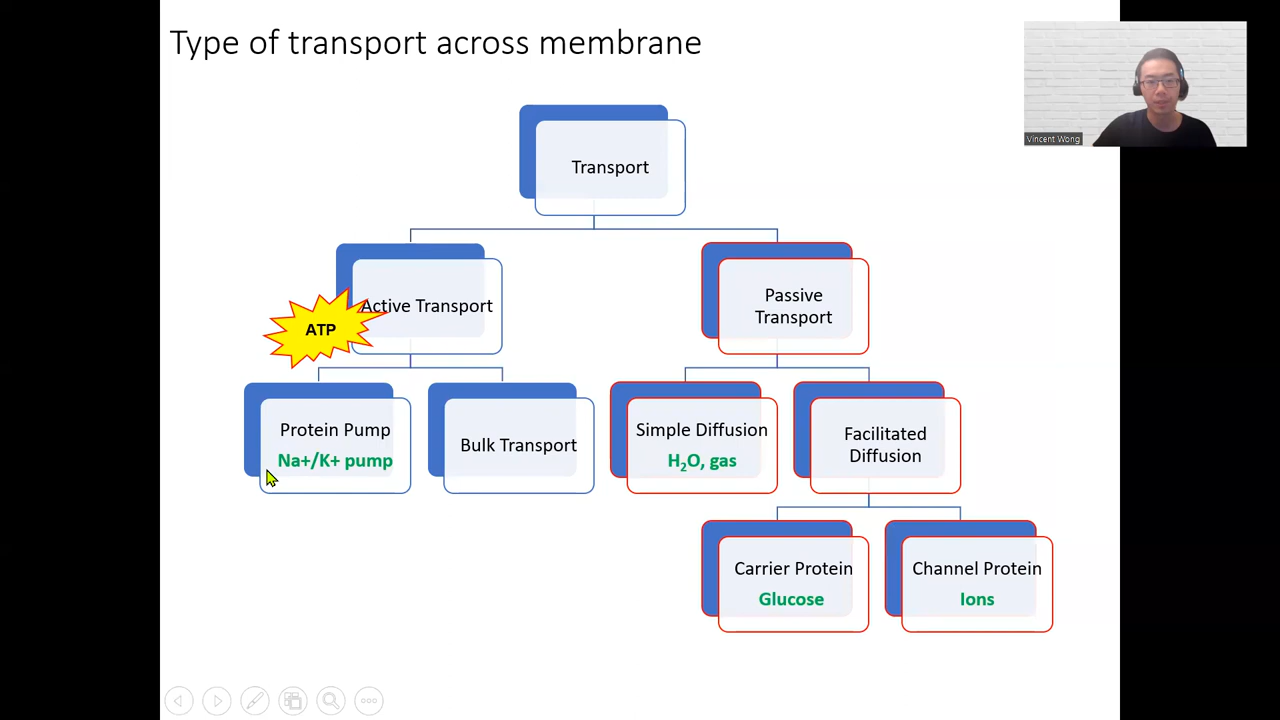 Type of transport across membrane
Vincent Wong
Transport
Active Transport
ATP
Passive
Transport
Protein Pump
Na+/K+ pump
Bulk Transport
Simple Diffusion
H₂O, gas
Facilitated
Diffusion
Carrier Protein
Glucose
Channel Protein
Ions